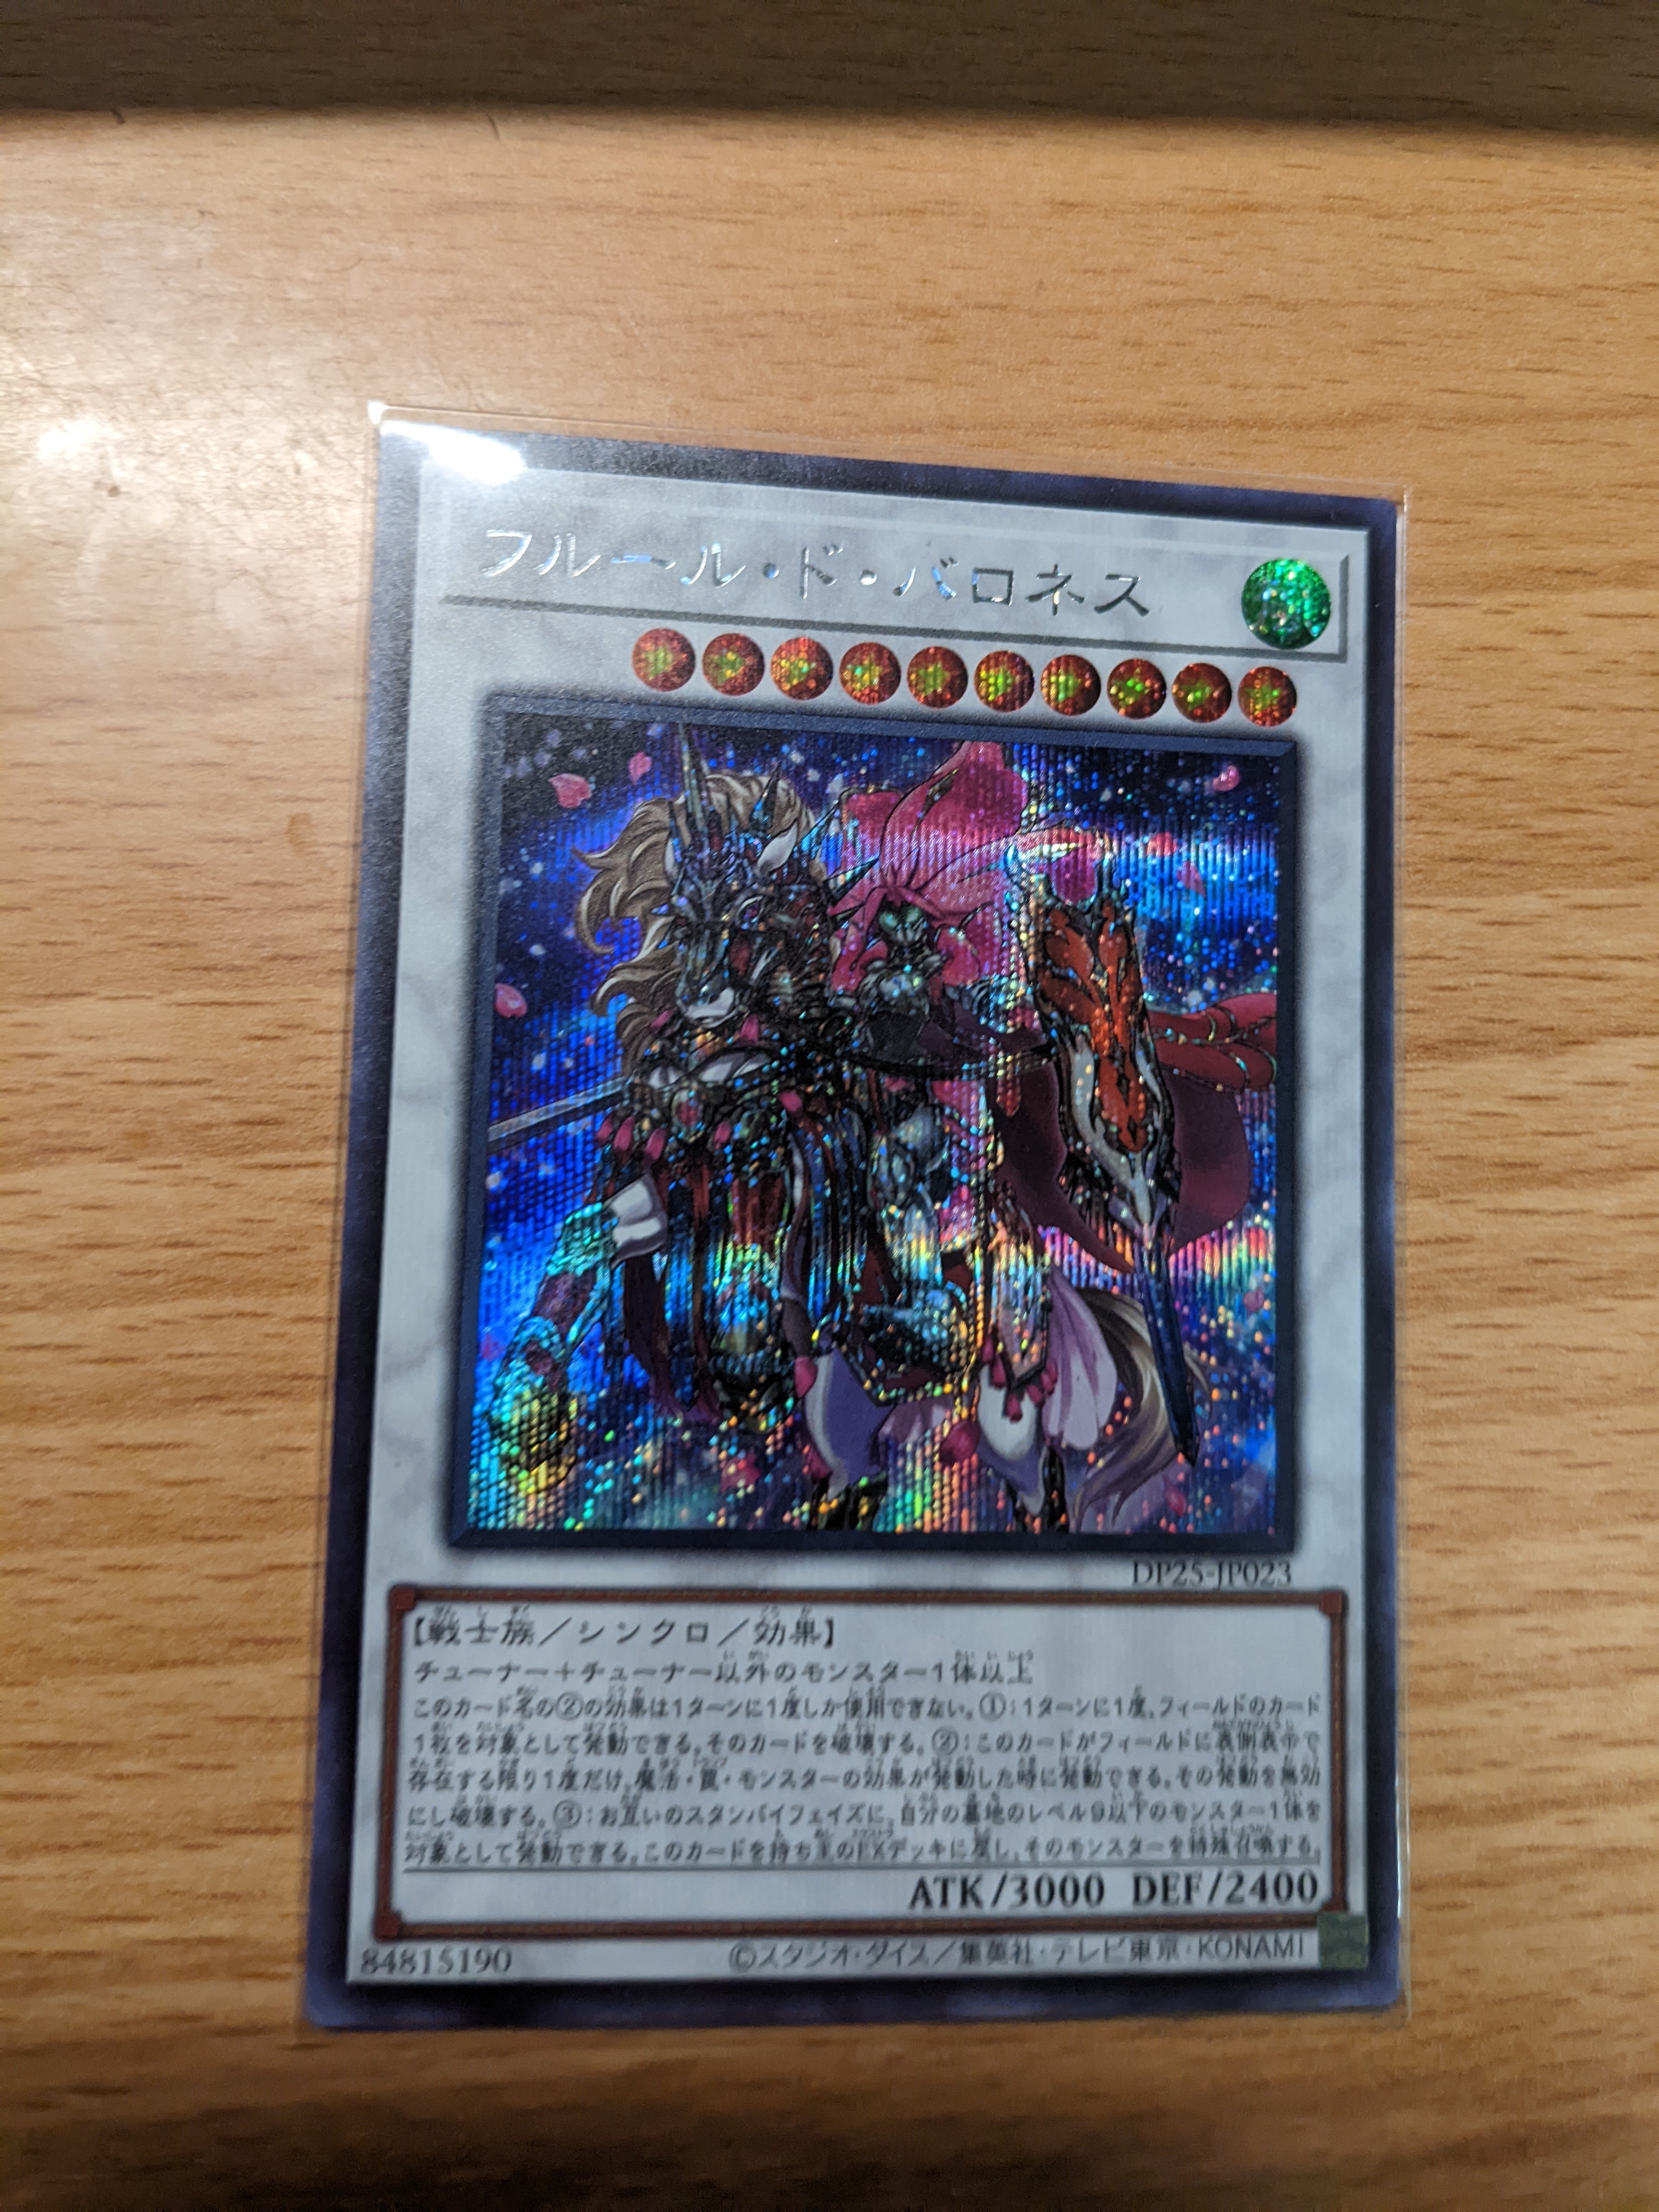 フルール・ド・バロネス
DP25-JP023
【戦士族／シンクロ／効果】
チューナー＋チューナー以外のモンスター1体以上
このカード名の②の効果は1ターンに1度しか使用できない。①：1ターンに1度、フィールドのカード
1枚を対象として発動できる。そのカードを破壊する。②：このカードがフィールドに表側表示で
存在する限り1度だけ、魔法・罠・モンスターの効果が発動した時に発動できる。その発動を無効
にし破壊する。③：お互いのスタンバイフェイズに、自分の墓地のレベル9以下のモンスター1体を
対象として発動できる。このカードを持ち主のEXデッキに戻し、そのモンスターを特殊召喚する。
ATK/3000 DEF/2400
84815190
©スタジオ・ダイス／集英社・テレビ東京・KONAMI